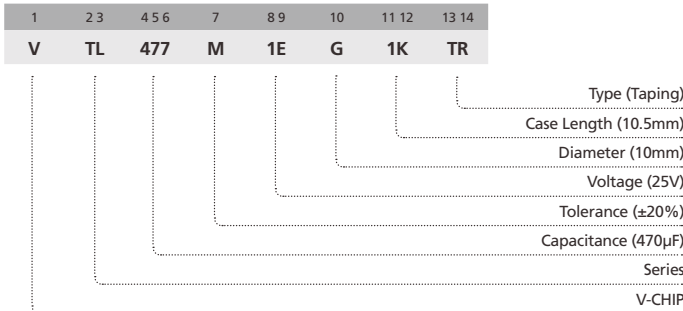 1 2 3 4 5 6 7 8 9 10 11 12 13 14
V TL 477 M 1E G 1K TR
Type (Taping)
Case Length (10.5mm)
Diameter (10mm)
Voltage (25V)
Tolerance (±20%)
Capacitance (470µF)
Series
V-CHIP